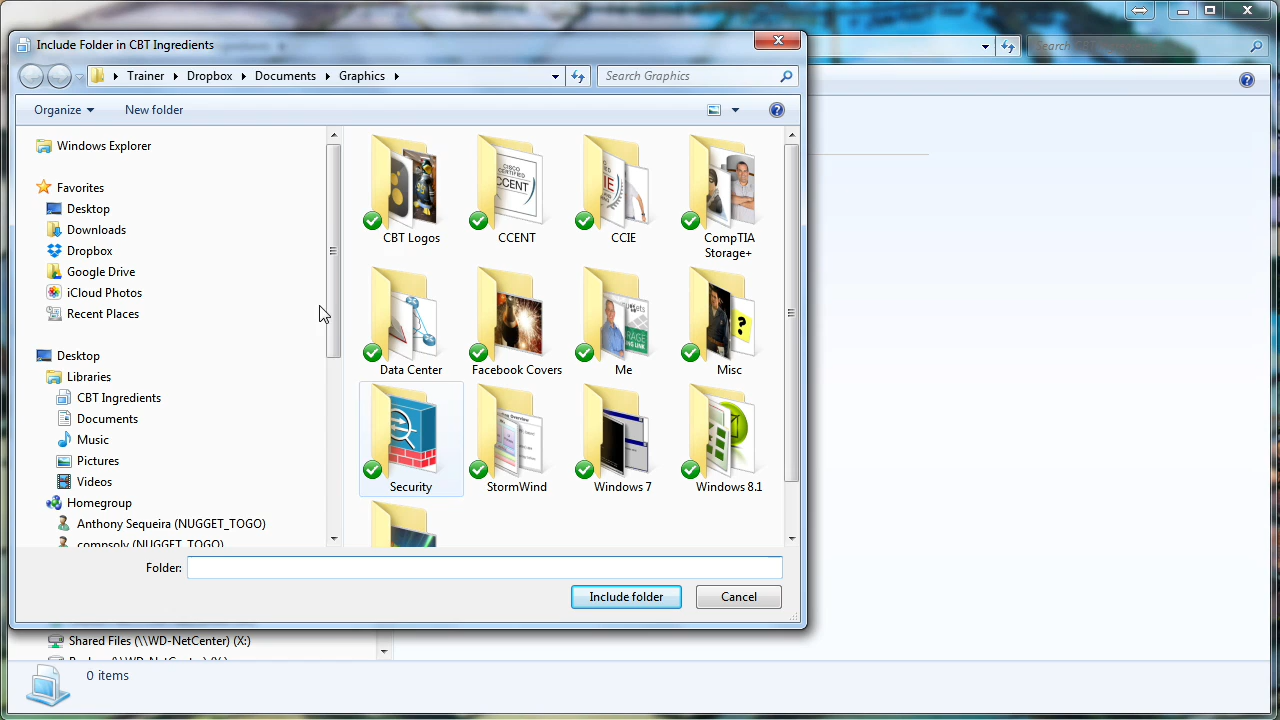 Include Folder in CBT Ingredients
Trainer Dropbox Documents Graphics
Search Graphics
Organize
New folder
Windows Explorer
Favorites
Desktop
Downloads
Dropbox
Google Drive
iCloud Photos
Recent Places
Desktop
Libraries
CBT Ingredients
Documents
Music
Pictures
Videos
Homegroup
Anthony Sequeira (NUGGET_TOGO)
compsolv (NUGGET_TOGO)
CBT Logos
CCENT
CCIE
CompTIA
Storage+
Data Center
Facebook Covers
Me
Misc
Security
StormWind
Windows 7
Windows 8.1
Folder:
Include folder
Cancel
Shared Files (\\WD-NetCenter) (X:)
0 items